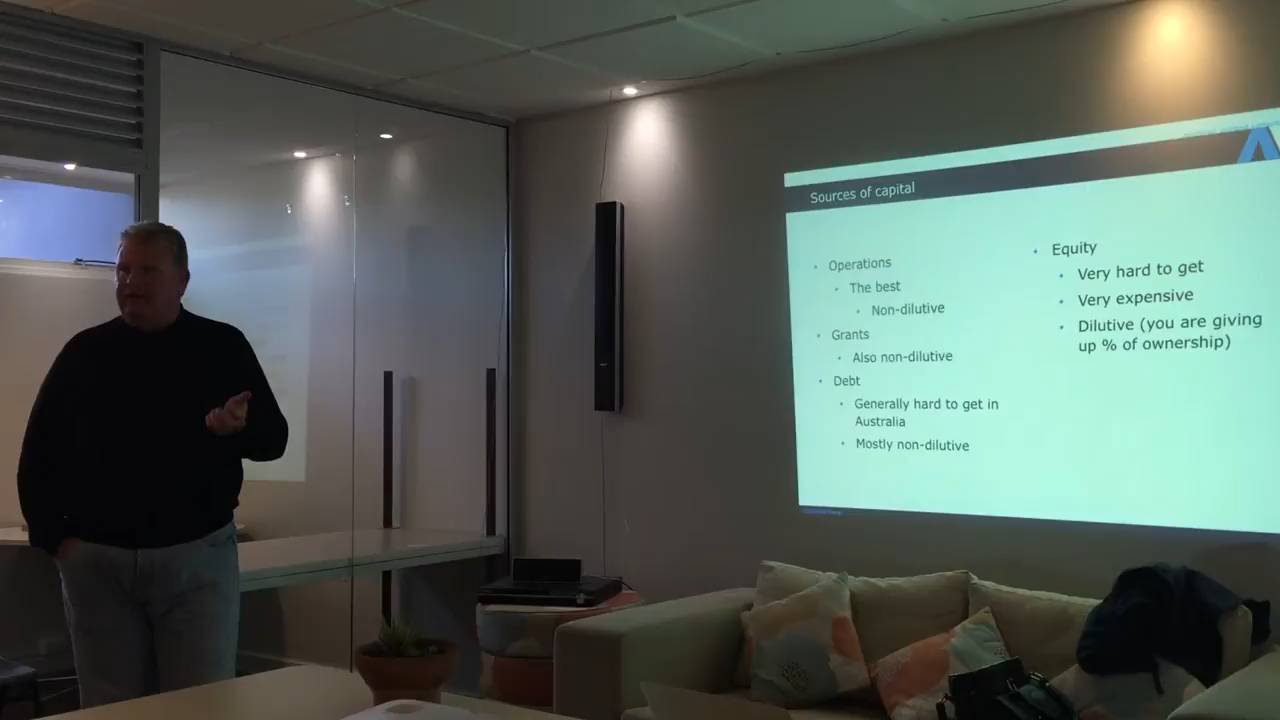 Sources of capital
Operations
The best
Non-dilutive
Grants
Also non-dilutive
Debt
Generally hard to get in
Australia
Mostly non-dilutive
Equity
Very hard to get
Very expensive
Dilutive (you are giving
up % of ownership)